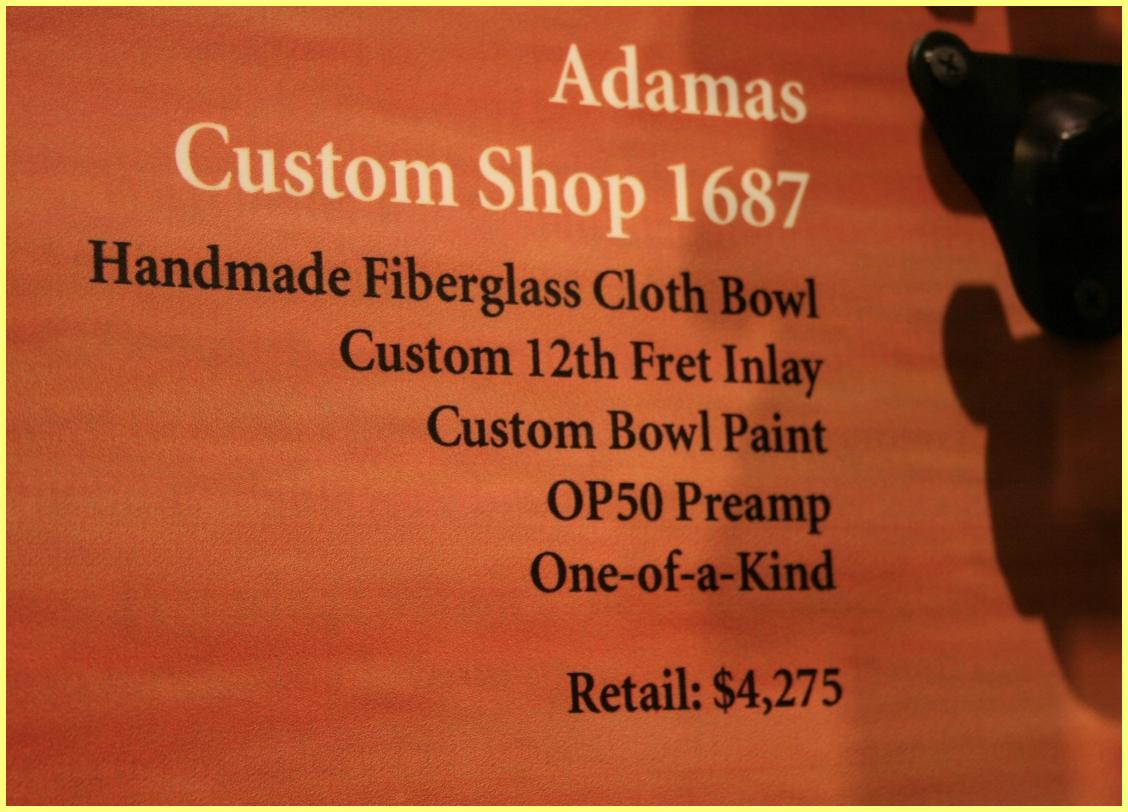 Adamas
Custom Shop 1687
Handmade Fiberglass Cloth Bowl
Custom 12th Fret Inlay
Custom Bowl Paint
OP50 Preamp
One-of-a-Kind
Retail: $4,275